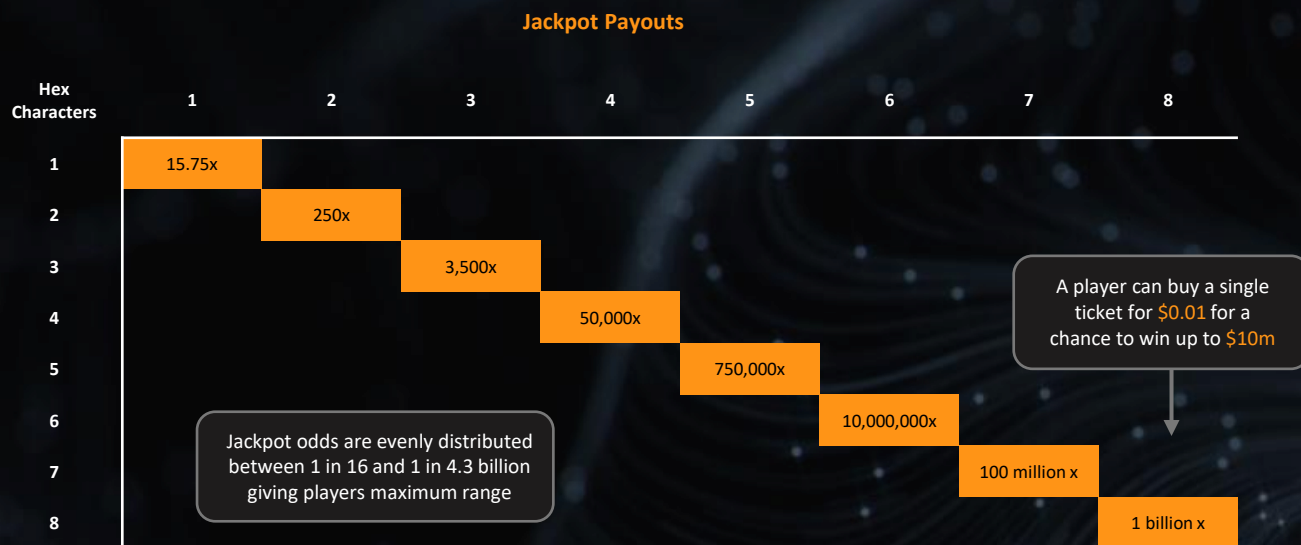 Jackpot Payouts
Hex
Characters
1 2 3 4 5 6 7 8
1 15.75x
2 250x
3 3,500x
4 50,000x
5 750,000x
6 10,000,000x
7 100 million x
8 1 billion x
A player can buy a single
ticket for $0.01 for a
chance to win up to $10m
Jackpot odds are evenly distributed
between 1 in 16 and 1 in 4.3 billion
giving players maximum range